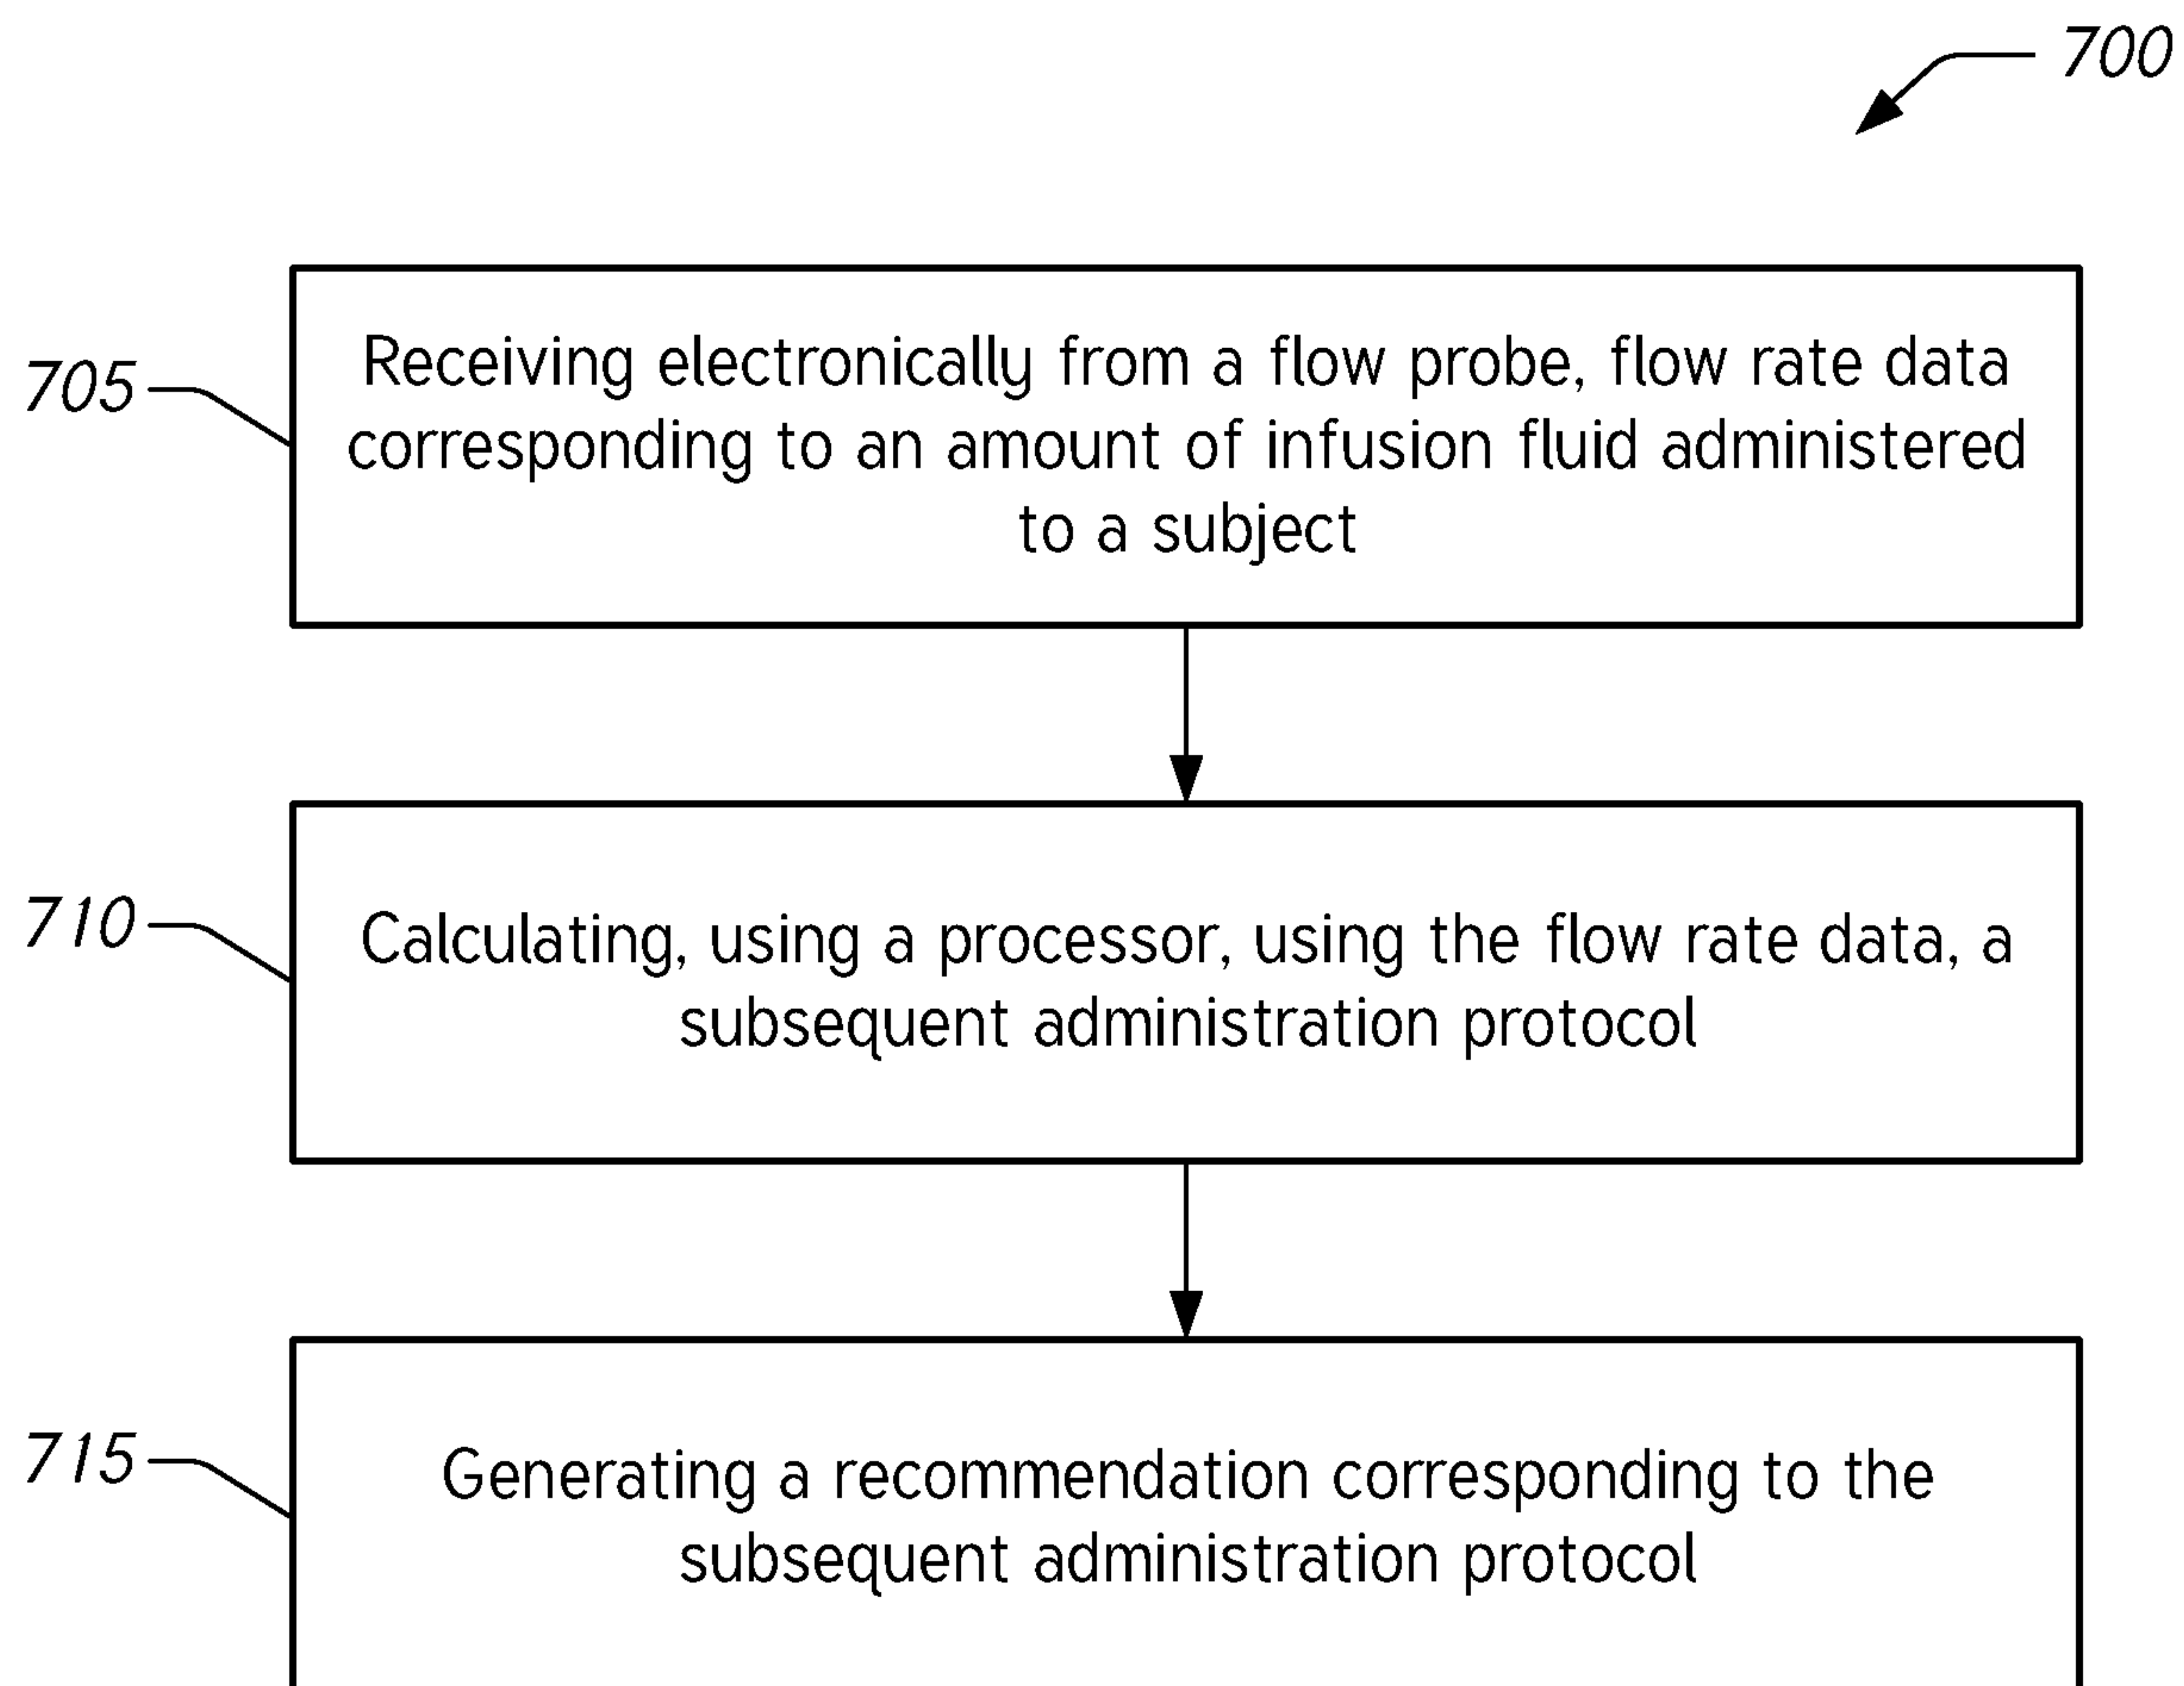 700
705
Receiving electronically from a flow probe, flow rate data
corresponding to an amount of infusion fluid administered
to a subject
710
Calculating, using a processor, using the flow rate data, a
subsequent administration protocol
715
Generating a recommendation corresponding to the
subsequent administration protocol